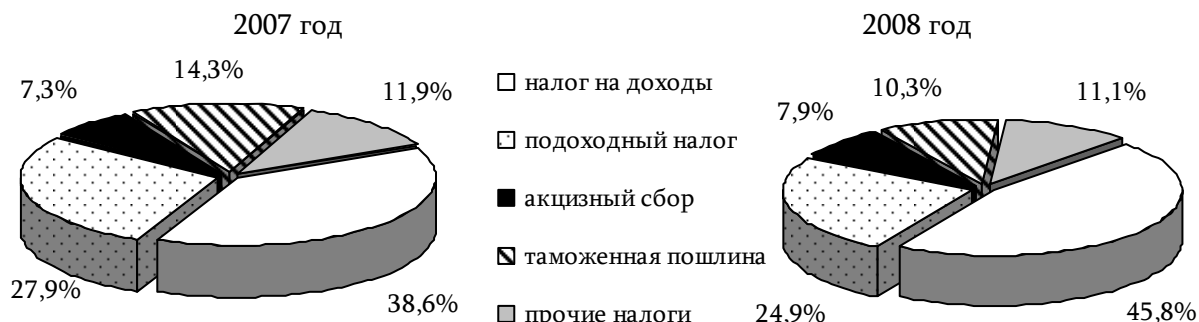 2007 год
2008 год
7,3%
14,3%
11,9%
27,9%
38,6%
налог на доходы
подоходный налог
акцизный сбор
таможенная пошлина
прочие налоги
7,9%
10,3%
11,1%
24,9%
45,8%